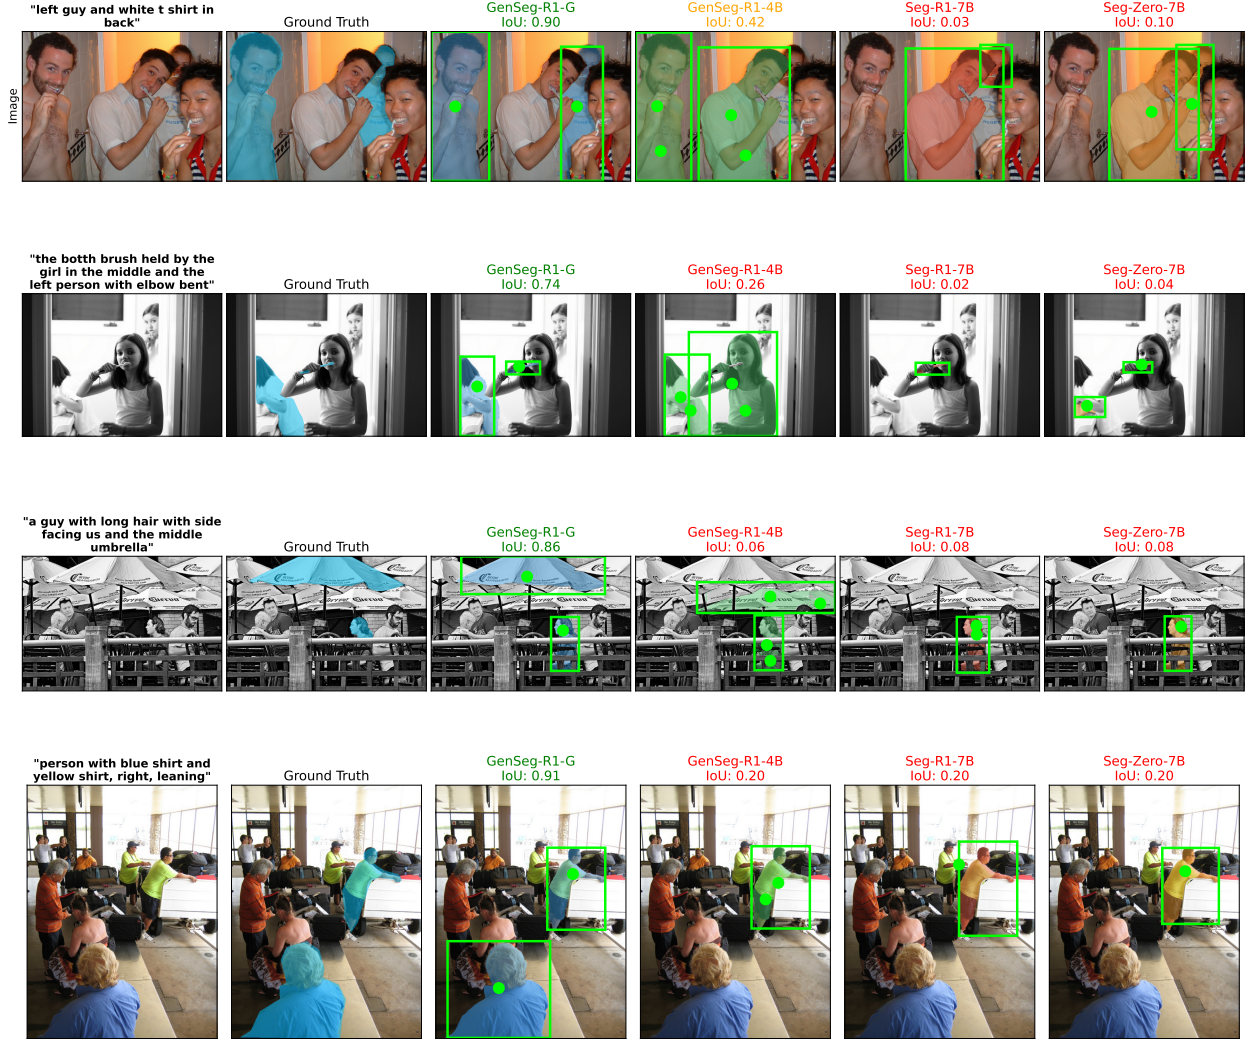 "left guy and white t shirt in
back"
Ground Truth
GenSeg-R1-G
IoU: 0.90
GenSeg-R1-4B
IoU: 0.42
Seg-R1-7B
IoU: 0.03
Seg-Zero-7B
IoU: 0.10
Image
"the botth brush held by the
girl in the middle and the
left person with elbow bent"
Ground Truth
GenSeg-R1-G
IoU: 0.74
GenSeg-R1-4B
IoU: 0.26
Seg-R1-7B
IoU: 0.02
Seg-Zero-7B
IoU: 0.04
"a guy with long hair with side
facing us and the middle
umbrella"
Ground Truth
GenSeg-R1-G
IoU: 0.86
GenSeg-R1-4B
IoU: 0.06
Seg-R1-7B
IoU: 0.08
Seg-Zero-7B
IoU: 0.08
"person with blue shirt and
yellow shirt, right, leaning"
Ground Truth
GenSeg-R1-G
IoU: 0.91
GenSeg-R1-4B
IoU: 0.20
Seg-R1-7B
IoU: 0.20
Seg-Zero-7B
IoU: 0.20